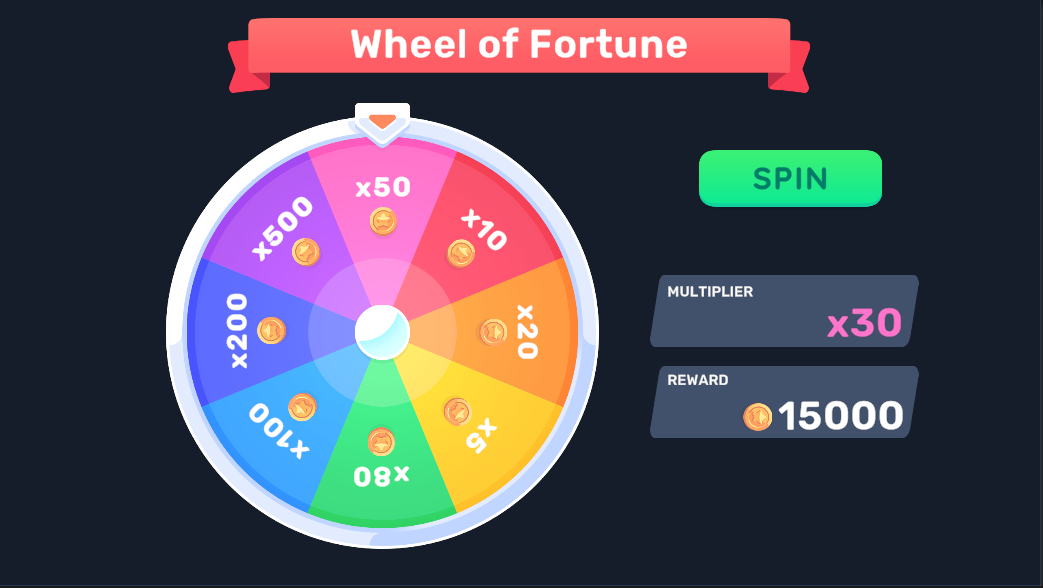 Wheel of Fortune
x50
x10
x20
x5
x80
x100
x200
x500
SPIN
MULTIPLIER
x30
REWARD
15000